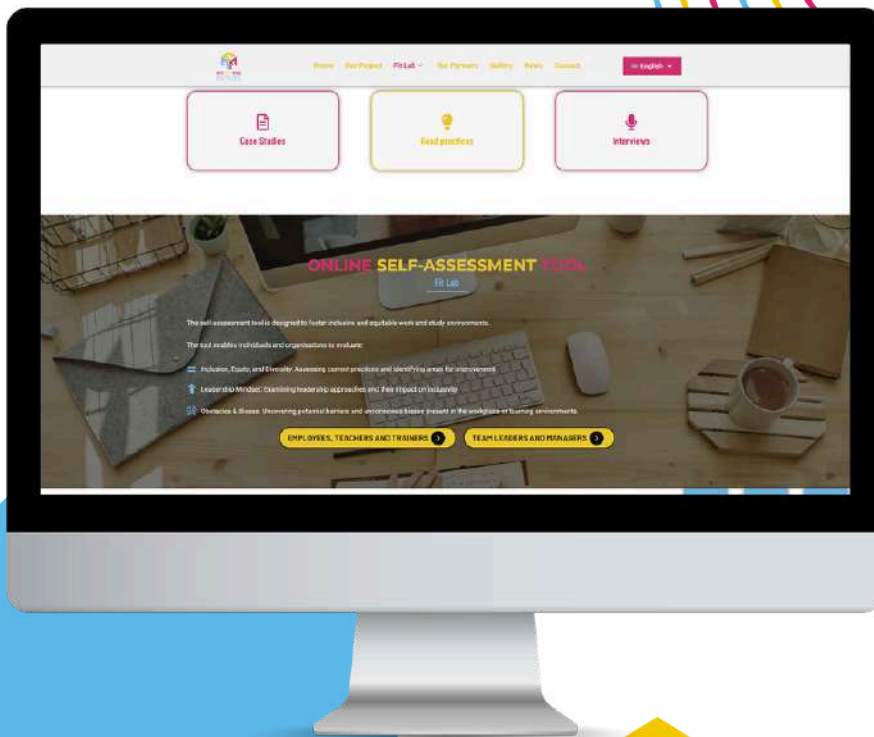 Home Our Project Fit Lab Our Partners Gallery News Contact English
Case Studies
Good practices
Interviews
ONLINE SELF-ASSESSMENT TOOL
Fit Lab
The self-assessment tool is designed to foster inclusive and equitable work and study environments.
The tool enables individuals and organisations to evaluate:
Inclusion, Equity, and Diversity: Assessing current practices and identifying areas for improvement
Leadership Mindset: Examining leadership approaches and their impact on inclusivity
Obstacles & Biases: Uncovering potential barriers and unconscious biases present in the workplace or learning environments
EMPLOYEES, TEACHERS AND TRAINERS
TEAM LEADERS AND MANAGERS